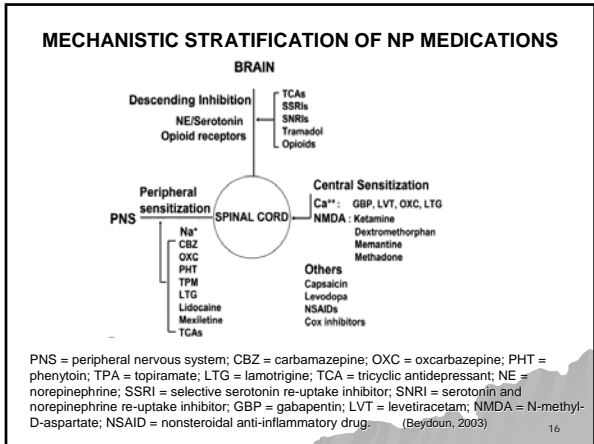 MECHANISTIC STRATIFICATION OF NP MEDICATIONS
BRAIN
Descending Inhibition
NE/Serotonin
Opioid receptors
TCAs
SSRIs
SNRIs
Tramadol
Opioids
Peripheral
sensitization
PNS
SPINAL CORD
Na⁺
CBZ
OXC
PHT
TPM
LTG
Lidocaine
Mexiletine
TCAs
Central Sensitization
Ca⁺⁺ : GBP, LVT, OXC, LTG
NMDA : Ketamine
Dextromethorphan
Memantine
Methadone
Others
Capsaicin
Levodopa
NSAIDs
Cox inhibitors
PNS = peripheral nervous system; CBZ = carbamazepine; OXC = oxcarbazepine; PHT =
phenytoin; TPA = topiramate; LTG = lamotrigine; TCA = tricyclic antidepressant; NE =
norepinephrine; SSRI = selective serotonin re-uptake inhibitor; SNRI = serotonin and
norepinephrine re-uptake inhibitor; GBP = gabapentin; LVT = levetiracetam; NMDA = N-methyl-
D-aspartate; NSAID = nonsteroidal anti-inflammatory drug. (Beydoun, 2003)
16